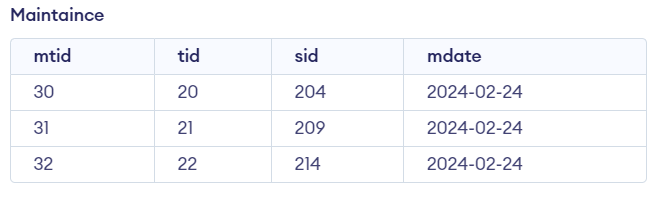 Maintaince
mtid tid sid mdate
30 20 204 2024-02-24
31 21 209 2024-02-24
32 22 214 2024-02-24